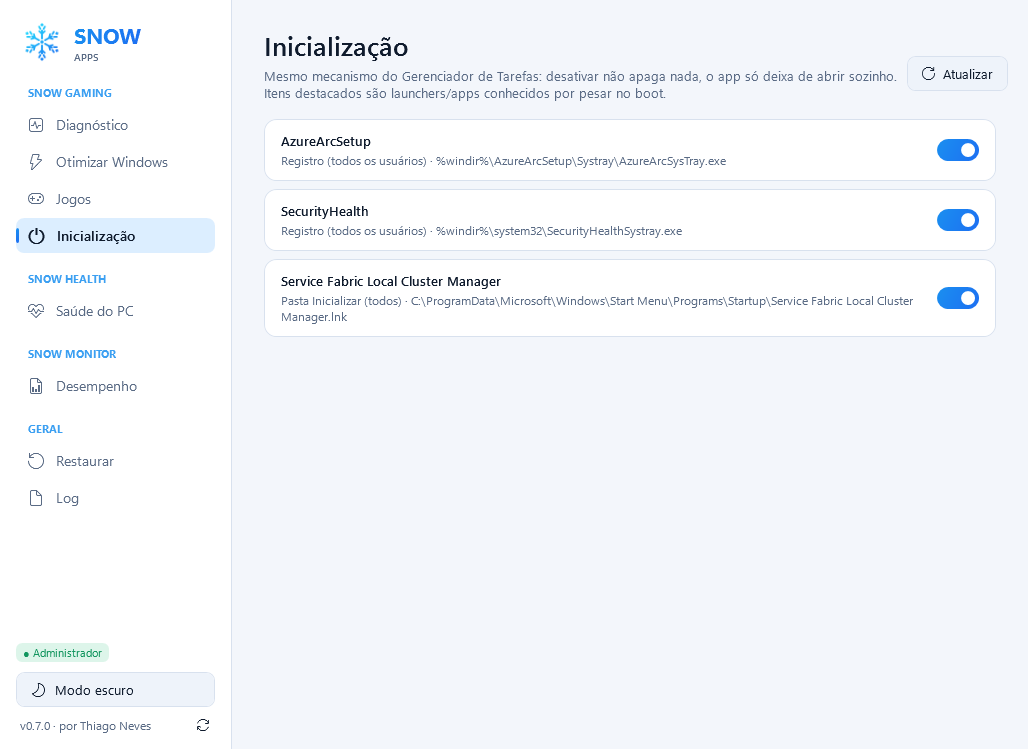 SNOW
APPS
SNOW GAMING
Diagnóstico
Otimizar Windows
Jogos
Inicialização
SNOW HEALTH
Saúde do PC
SNOW MONITOR
Desempenho
GERAL
Restaurar
Log
Administrador
Modo escuro
v0.7.0 · por Thiago Neves
Inicialização
Mesmo mecanismo do Gerenciador de Tarefas: desativar não apaga nada, o app só deixa de abrir sozinho.
Itens destacados são launchers/apps conhecidos por pesar no boot.
Atualizar
AzureArcSetup
Registro (todos os usuários) · %windir%\AzureArcSetup\Systray\AzureArcSysTray.exe
SecurityHealth
Registro (todos os usuários) · %windir%\system32\SecurityHealthSystray.exe
Service Fabric Local Cluster Manager
Pasta Inicializar (todos) · C:\ProgramData\Microsoft\Windows\Start Menu\Programs\Startup\Service Fabric Local Cluster
Manager.lnk